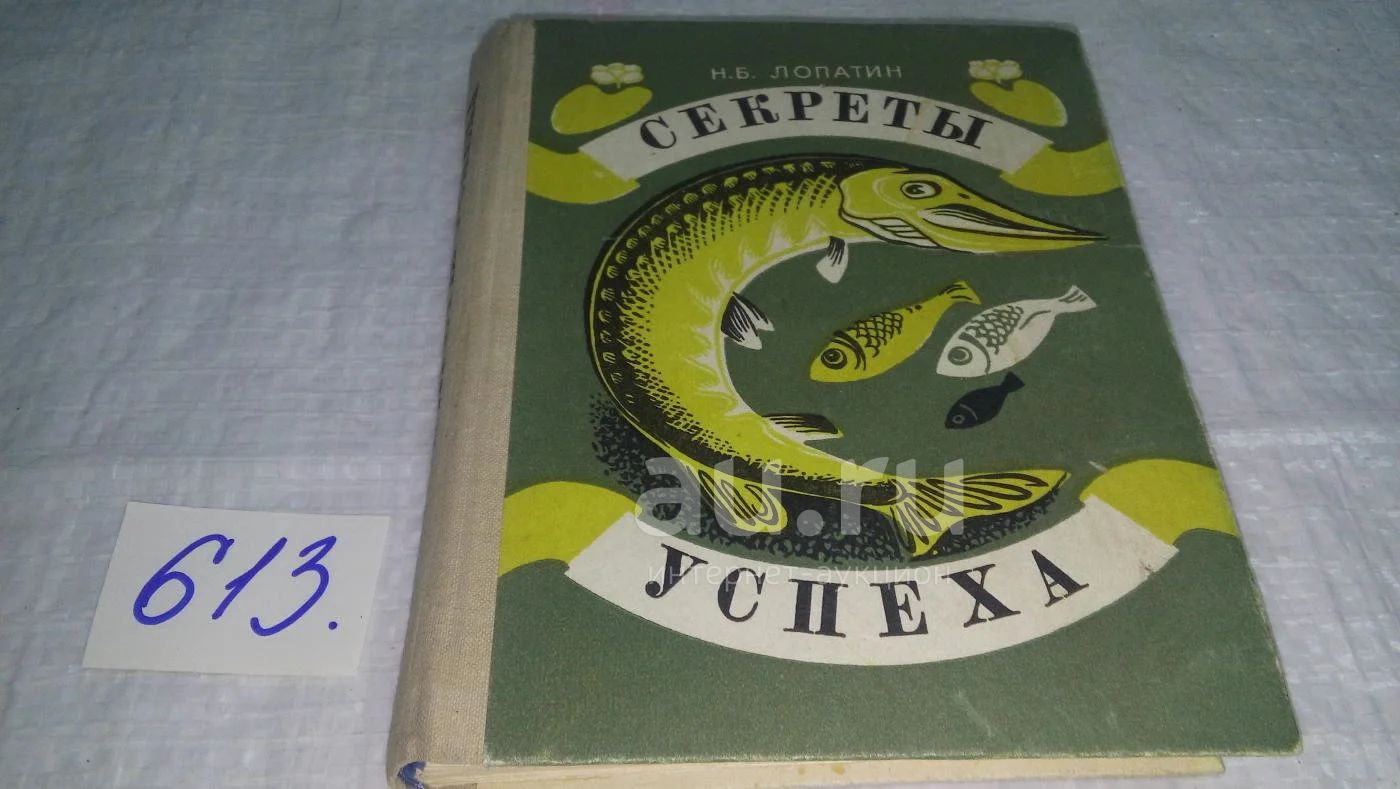 Н.Б. ЛОПАТИН
СЕКРЕТЫ
au.ru
интернет-аукцион
УСПЕХА
613.